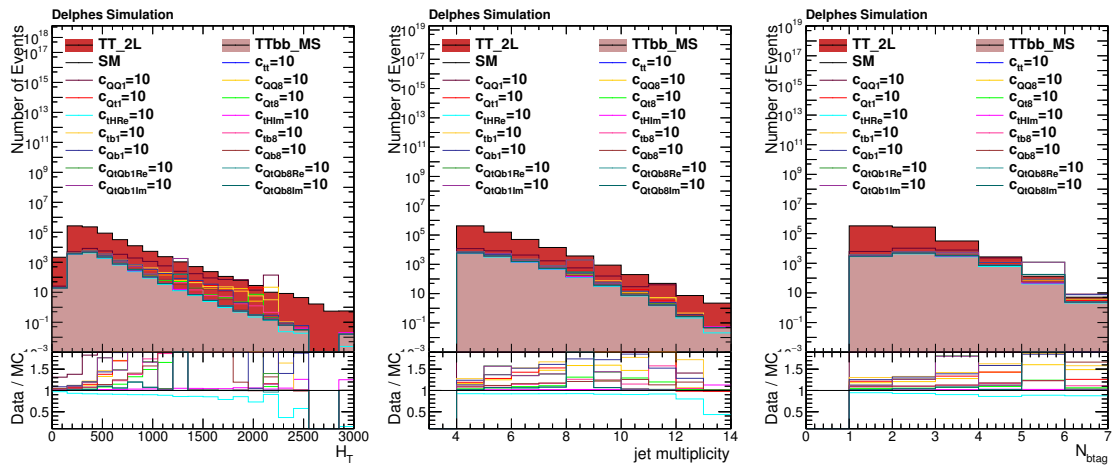 Delphes Simulation
Number of Events
10^18
10^15
10^13
10^11
10^9
10^7
10^5
10^3
10
10^-1
10^-3
TT_2L TTbb_MS
SM c_tt=10
c_QQ1=10 c_QQ8=10
c_Qt1=10 c_Qt8=10
c_tHRe=10 c_tHIm=10
c_tb1=10 c_tb8=10
c_Qb1=10 c_Qb8=10
c_QtQb1Re=10 c_QtQb8Re=10
c_QtQb1Im=10 c_QtQb8Im=10
Data / MC
1.5
1
0.5
0 500 1000 1500 2000 2500 3000
H_T
Delphes Simulation
Number of Events
10^19
10^17
10^15
10^13
10^11
10^9
10^7
10^5
10^3
10
10^-1
10^-3
TT_2L TTbb_MS
SM c_tt=10
c_QQ1=10 c_QQ8=10
c_Qt1=10 c_Qt8=10
c_tHRe=10 c_tHIm=10
c_tb1=10 c_tb8=10
c_Qb1=10 c_Qb8=10
c_QtQb1Re=10 c_QtQb8Re=10
c_QtQb1Im=10 c_QtQb8Im=10
Data / MC
1.5
1
0.5
0 2 4 6 8 10 12 14
jet multiplicity
Delphes Simulation
Number of Events
10^19
10^17
10^15
10^13
10^11
10^9
10^7
10^5
10^3
10
10^-1
10^-3
TT_2L TTbb_MS
SM c_tt=10
c_QQ1=10 c_QQ8=10
c_Qt1=10 c_Qt8=10
c_tHRe=10 c_tHIm=10
c_tb1=10 c_tb8=10
c_Qb1=10 c_Qb8=10
c_QtQb1Re=10 c_QtQb8Re=10
c_QtQb1Im=10 c_QtQb8Im=10
Data / MC
1.5
1
0.5
0 1 2 3 4 5 6 7
N_btag